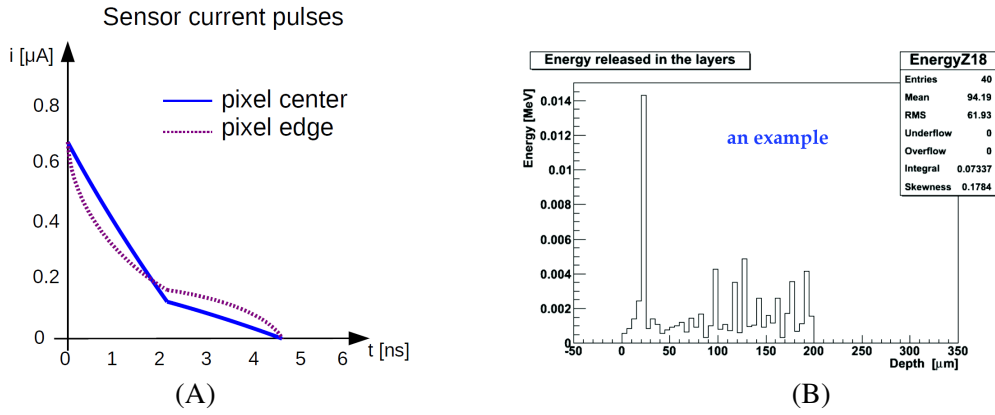 Sensor current pulses
i [µA]
0.8
0.6
0.4
0.2
0
pixel center
pixel edge
0 1 2 3 4 5 6 t [ns]
(A)
Energy released in the layers
Energy [MeV]
0.014
0.012
0.01
0.008
0.006
0.004
0.002
0
an example
EnergyZ18
Entries 40
Mean 94.19
RMS 61.93
Underflow 0
Overflow 0
Integral 0.07337
Skewness 0.1784
-50 0 50 100 150 200 250 300 350
Depth [µm]
(B)